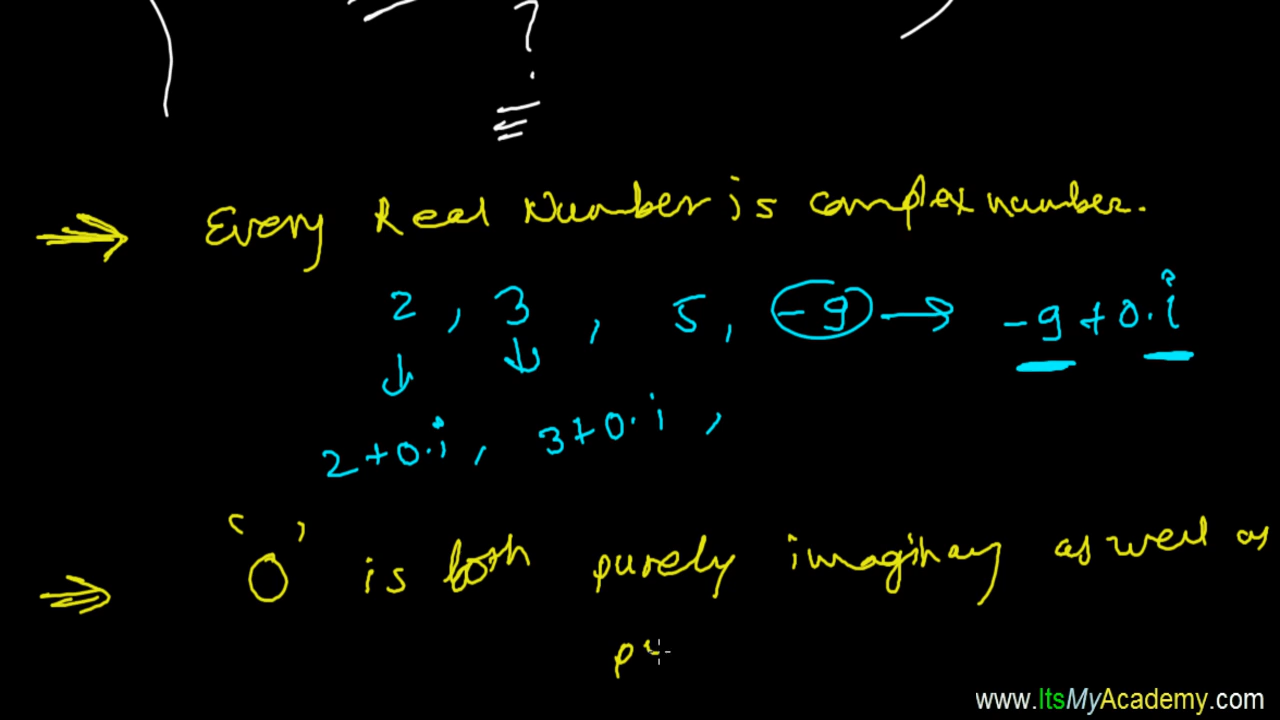 ?
Every Real Number is complex number.
2 , 3 , 5 , -9 → -9 + 0.i
2+0.i , 3+0.i ,
'0' is both purely imaginary as well as
pu
www.ItsMyAcademy.com